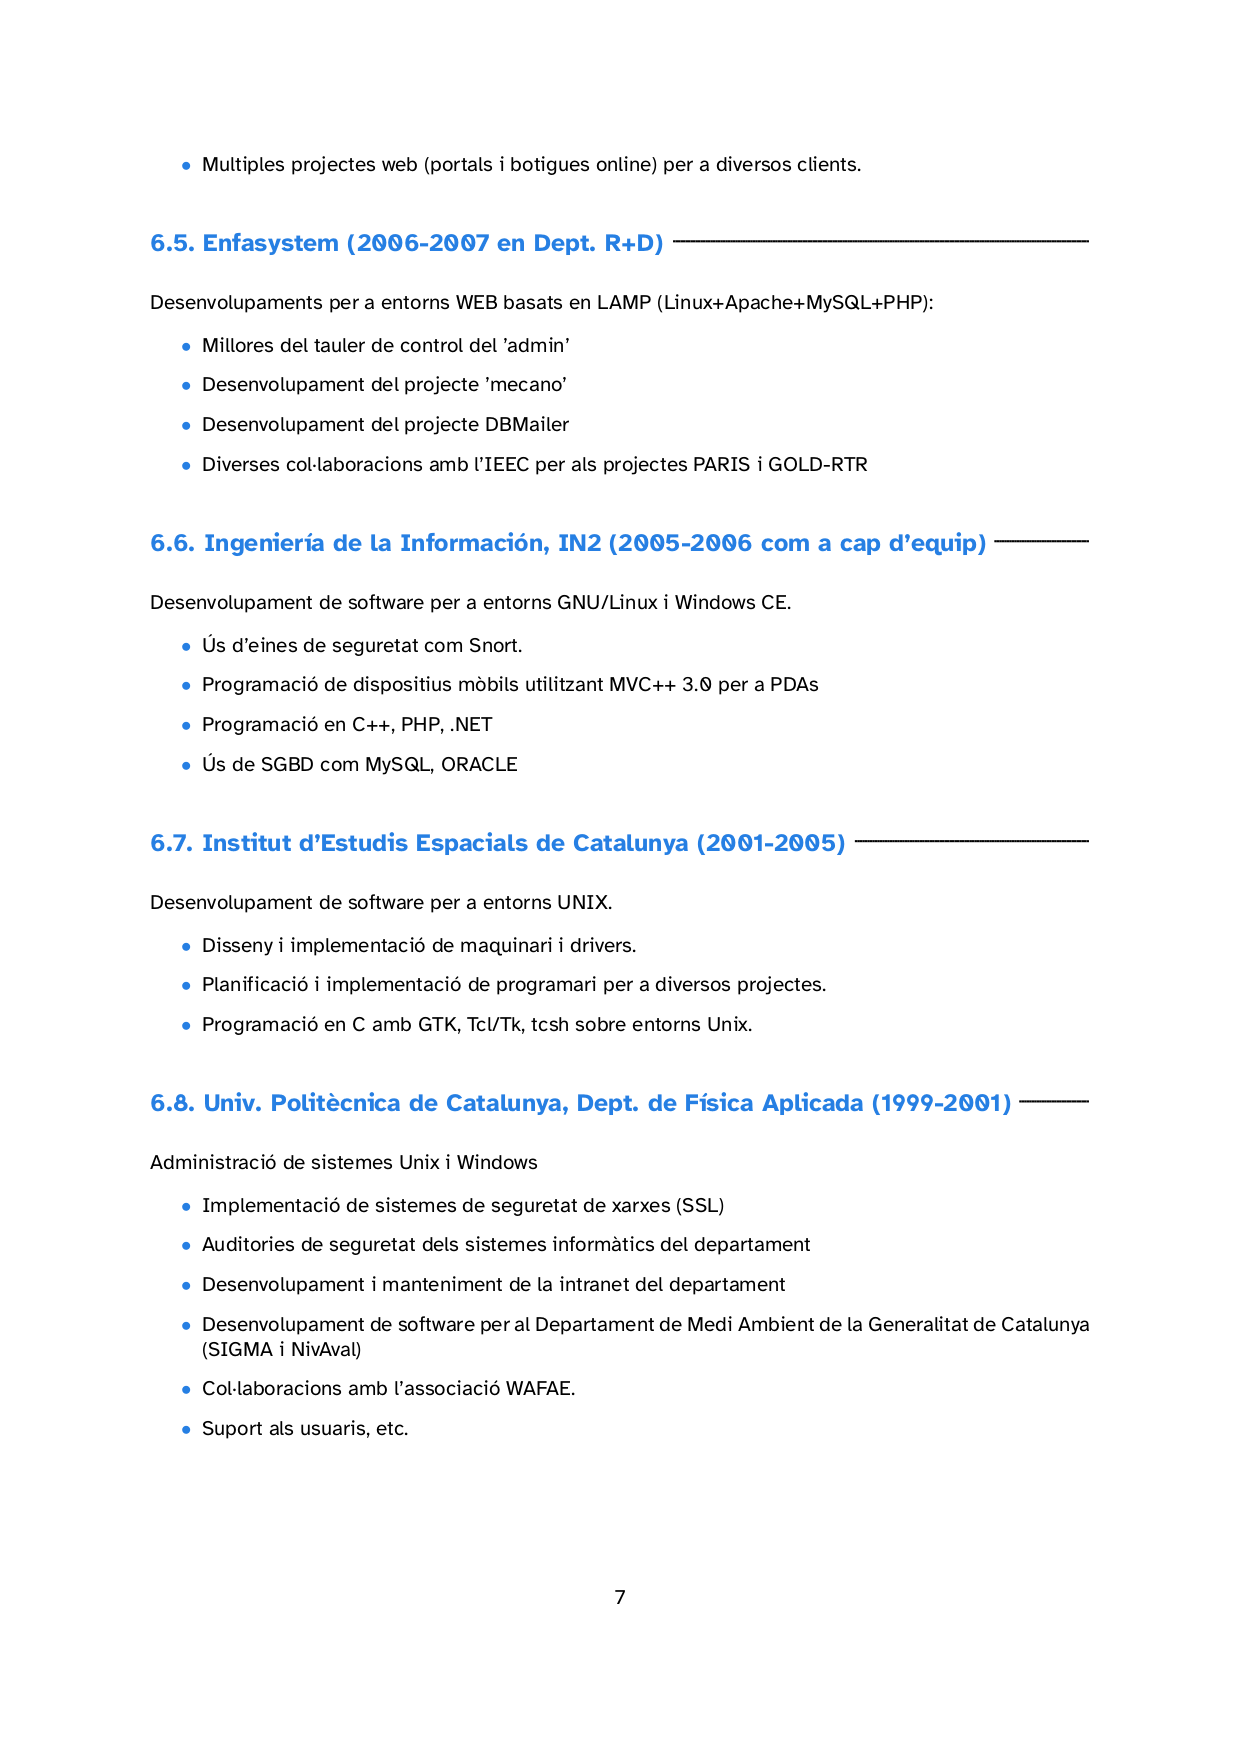 • Multiples projectes web (portals i botigues online) per a diversos clients.
6.5. Enfasystem (2006-2007 en Dept. R+D)
Desenvolupaments per a entorns WEB basats en LAMP (Linux+Apache+MySQL+PHP):
• Millores del tauler de control del ’admin’
• Desenvolupament del projecte ’mecano’
• Desenvolupament del projecte DBMailer
• Diverses col·laboracions amb l’IEEC per als projectes PARIS i GOLD-RTR
6.6. Ingeniería de la Información, IN2 (2005-2006 com a cap d’equip)
Desenvolupament de software per a entorns GNU/Linux i Windows CE.
• Ús d’eines de seguretat com Snort.
• Programació de dispositius mòbils utilitzant MVC++ 3.0 per a PDAs
• Programació en C++, PHP, .NET
• Ús de SGBD com MySQL, ORACLE
6.7. Institut d’Estudis Espacials de Catalunya (2001-2005)
Desenvolupament de software per a entorns UNIX.
• Disseny i implementació de maquinari i drivers.
• Planificació i implementació de programari per a diversos projectes.
• Programació en C amb GTK, Tcl/Tk, tcsh sobre entorns Unix.
6.8. Univ. Politècnica de Catalunya, Dept. de Física Aplicada (1999-2001)
Administració de sistemes Unix i Windows
• Implementació de sistemes de seguretat de xarxes (SSL)
• Auditories de seguretat dels sistemes informàtics del departament
• Desenvolupament i manteniment de la intranet del departament
• Desenvolupament de software per al Departament de Medi Ambient de la Generalitat de Catalunya
(SIGMA i NivAval)
• Col·laboracions amb l’associació WAFAE.
• Suport als usuaris, etc.
7